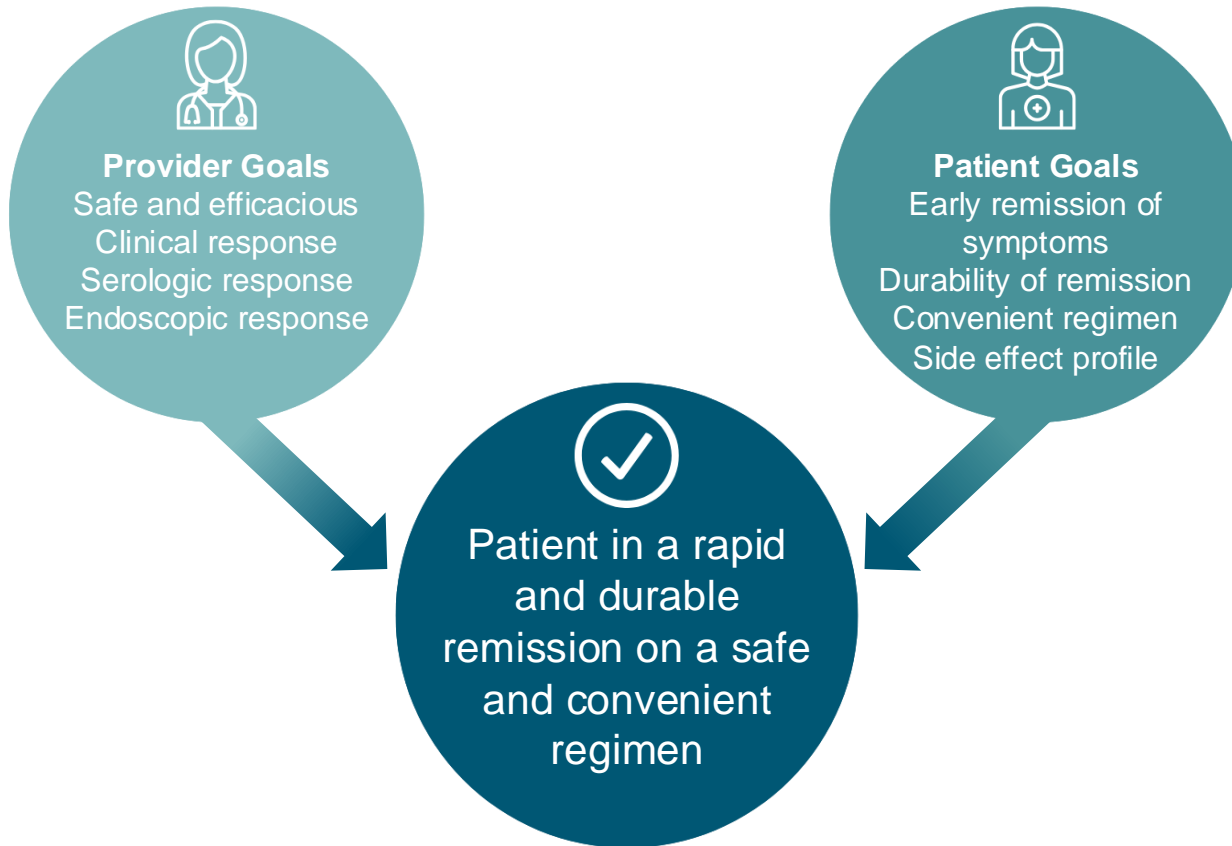 Provider Goals
Safe and efficacious
Clinical response
Serologic response
Endoscopic response
Patient Goals
Early remission of
symptoms
Durability of remission
Convenient regimen
Side effect profile
Patient in a rapid
and durable
remission on a safe
and convenient
regimen